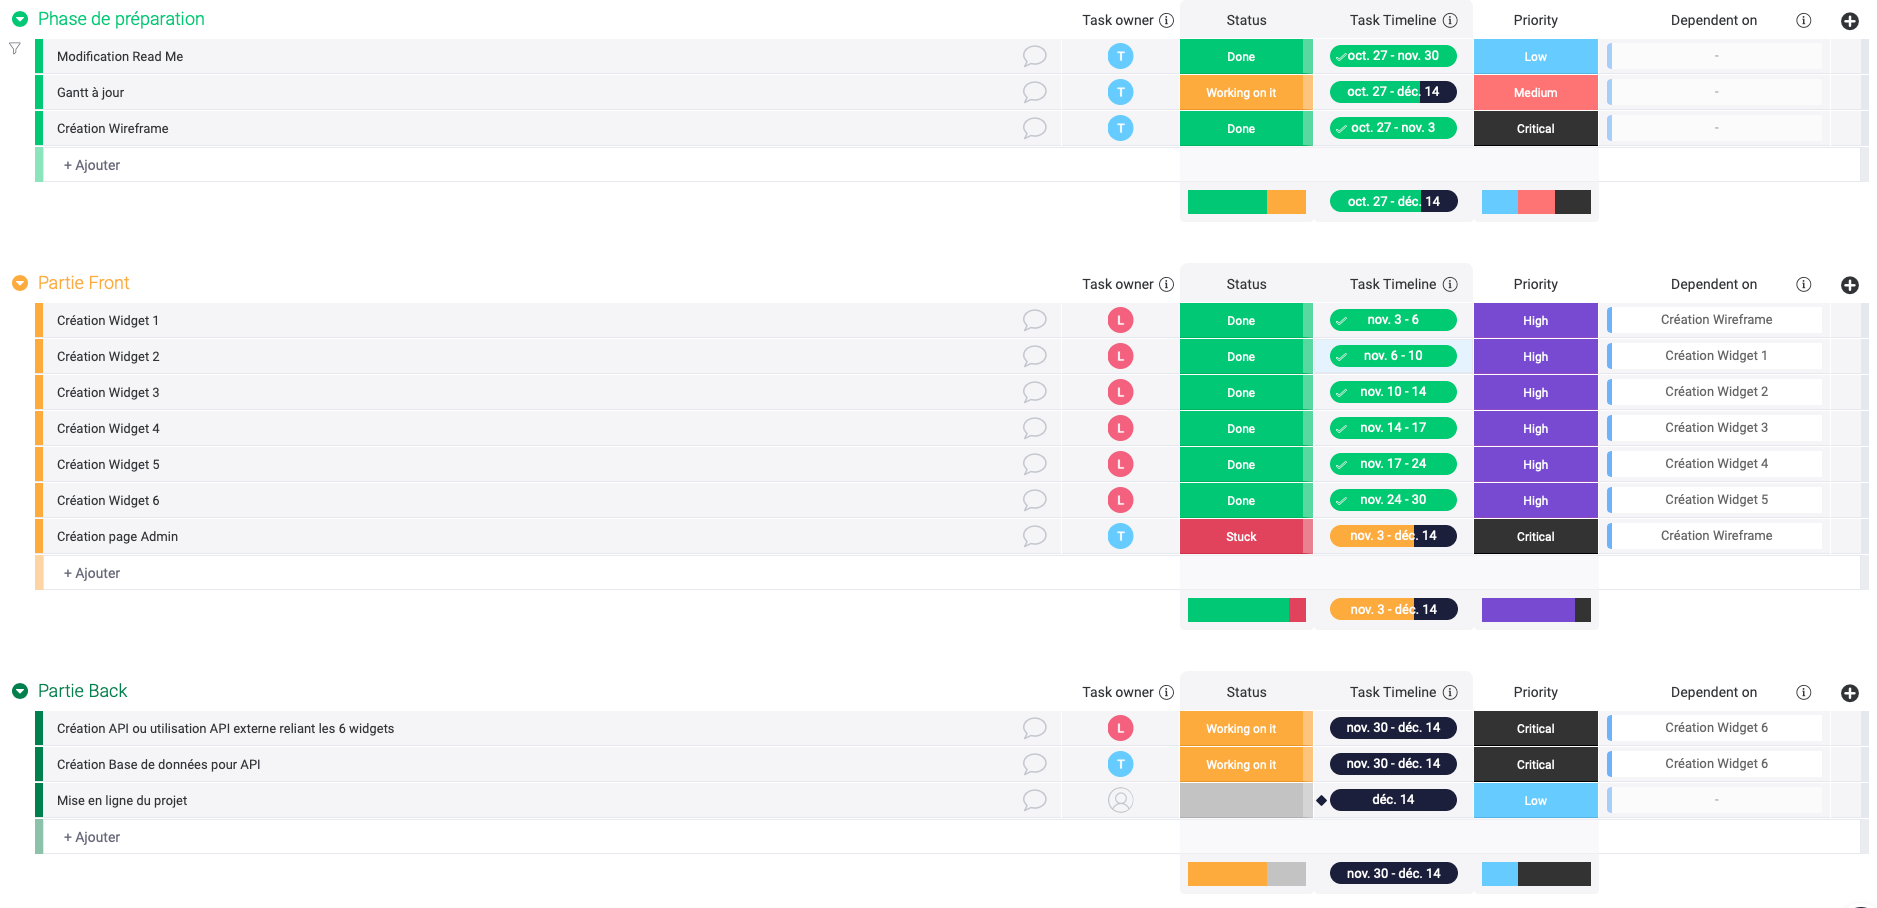 Phase de préparation Task owner Status Task Timeline Priority Dependent on
Modification Read Me T Done oct. 27 - nov. 30 Low -
Gantt à jour T Working on it oct. 27 - déc. 14 Medium -
Création Wireframe T Done oct. 27 - nov. 3 Critical -
+ Ajouter
oct. 27 - déc. 14
Partie Front Task owner Status Task Timeline Priority Dependent on
Création Widget 1 L Done nov. 3 - 6 High Création Wireframe
Création Widget 2 L Done nov. 6 - 10 High Création Widget 1
Création Widget 3 L Done nov. 10 - 14 High Création Widget 2
Création Widget 4 L Done nov. 14 - 17 High Création Widget 3
Création Widget 5 L Done nov. 17 - 24 High Création Widget 4
Création Widget 6 L Done nov. 24 - 30 High Création Widget 5
Création page Admin T Stuck nov. 3 - déc. 14 Critical Création Wireframe
+ Ajouter
nov. 3 - déc. 14
Partie Back Task owner Status Task Timeline Priority Dependent on
Création API ou utilisation API externe reliant les 6 widgets L Working on it nov. 30 - déc. 14 Critical Création Widget 6
Création Base de données pour API T Working on it nov. 30 - déc. 14 Critical Création Widget 6
Mise en ligne du projet déc. 14 Low -
+ Ajouter
nov. 30 - déc. 14